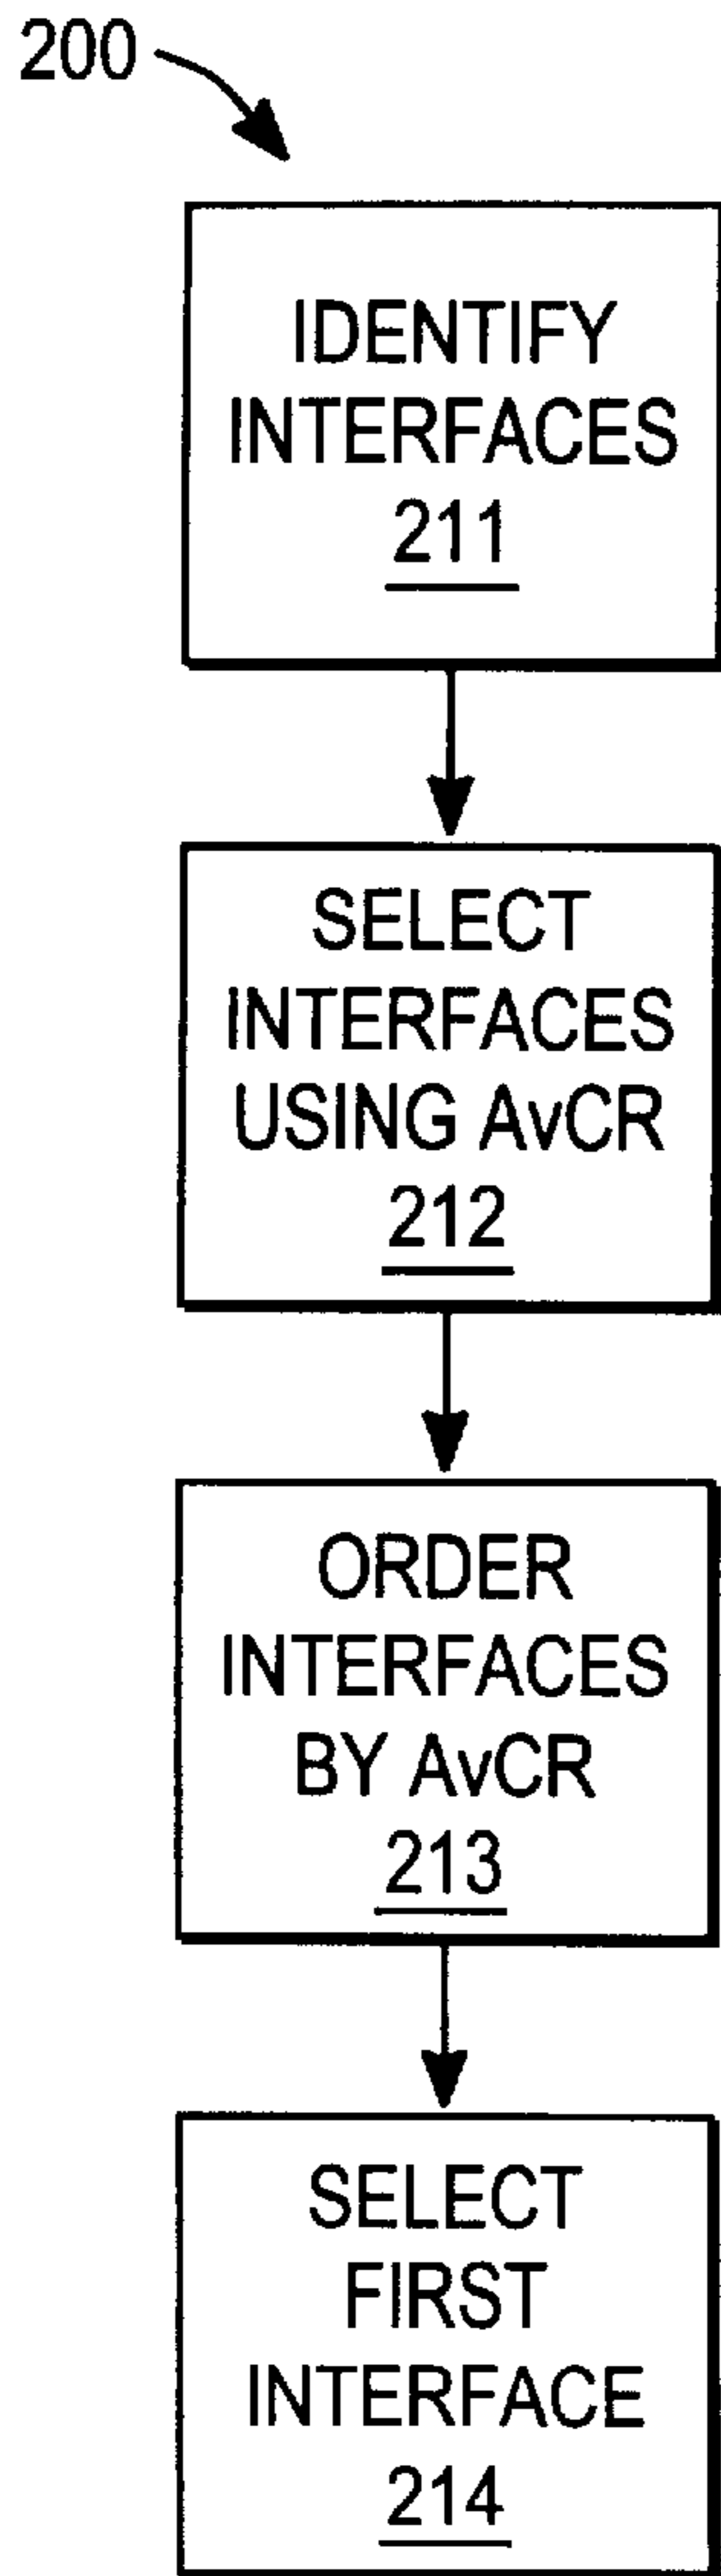 200
IDENTIFY
INTERFACES
211
SELECT
INTERFACES
USING AvCR
212
ORDER
INTERFACES
BY AvCR
213
SELECT
FIRST
INTERFACE
214